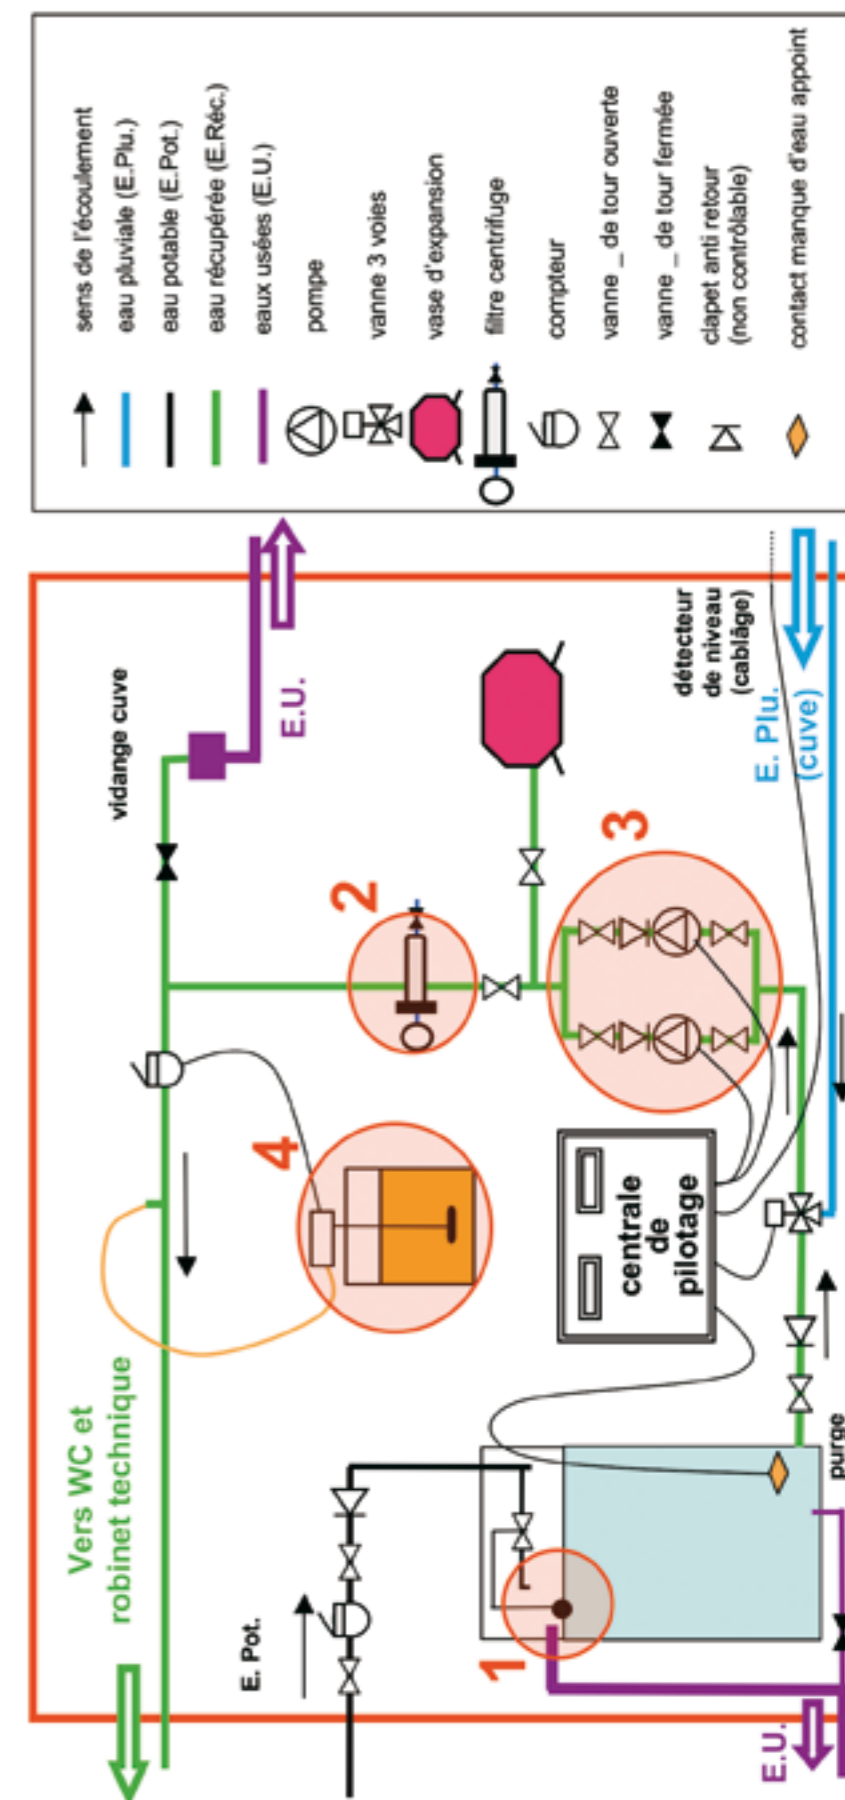 sens de l'écoulement
eau pluviale (E.Plu.)
eau potable (E.Pot.)
eau récupérée (E.Réc.)
eaux usées (E.U.)
pompe
vanne 3 voies
vase d'expansion
filtre centrifuge
compteur
vanne _ de tour ouverte
vanne _ de tour fermée
clapet anti retour
(non contrôlable)
contact manque d'eau appoint
Vers WC et
robinet technique
vidange cuve
E.U.
E. Pot.
4
2
3
1
centrale
de
pilotage
détecteur
de niveau
(cablâge)
E. Plu.
(cuve)
purge
E.U.